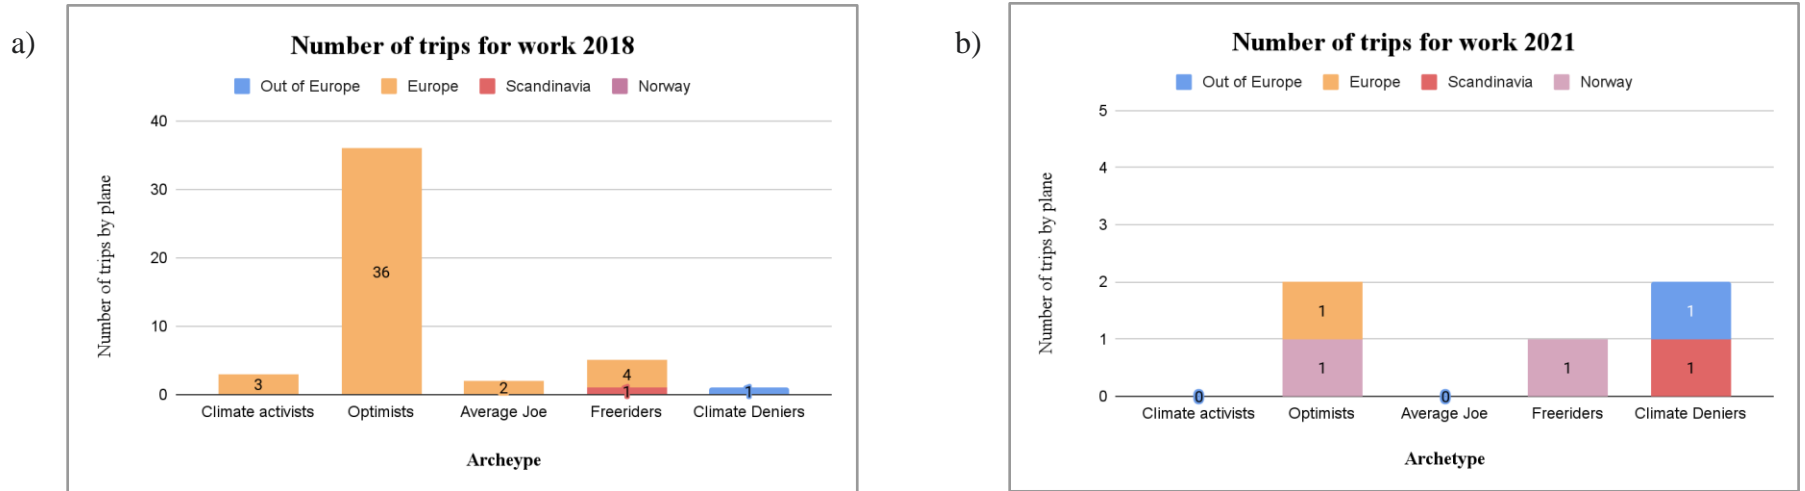 a)
Number of trips for work 2018
Out of Europe Europe Scandinavia Norway
Number of trips by plane
40
30
20
10
0
3
36
2
4
1
1
Climate activists Optimists Average Joe Freeriders Climate Deniers
Archeype
b)
Number of trips for work 2021
Out of Europe Europe Scandinavia Norway
Number of trips by plane
5
4
3
2
1
0
0
1
1
0
1
1
1
Climate activists Optimists Average Joe Freeriders Climate Deniers
Archetype